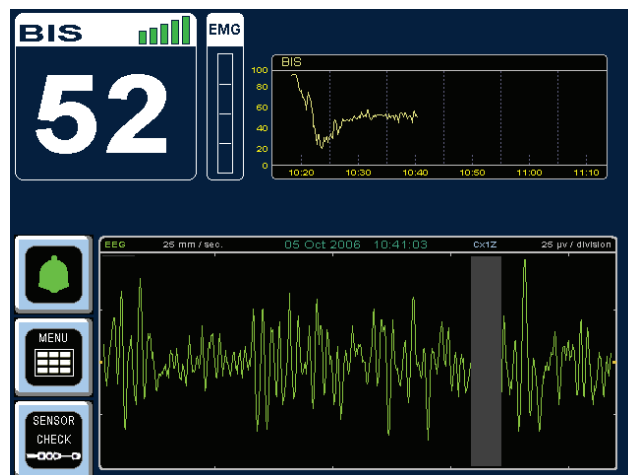 BIS
EMG
52
BIS
100
80
60
40
20
0
10:20 10:30 10:40 10:50 11:00 11:10
EEG 25 mm / sec. 05 Oct 2006 10:41:03 Cx1Z 25 µv / division
MENU
SENSOR
CHECK